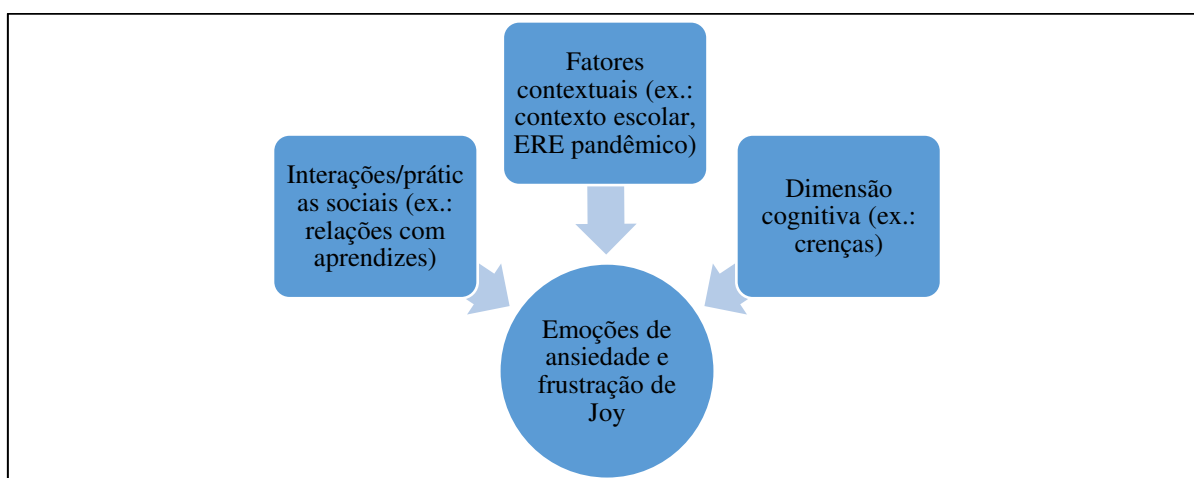 Fatores
contextuais (ex.:
contexto escolar,
ERE pandêmico)
Interações/prátic
as sociais (ex.:
relações com
aprendizes)
Dimensão
cognitiva (ex.:
crenças)
Emoções de
ansiedade e
frustração de
Joy